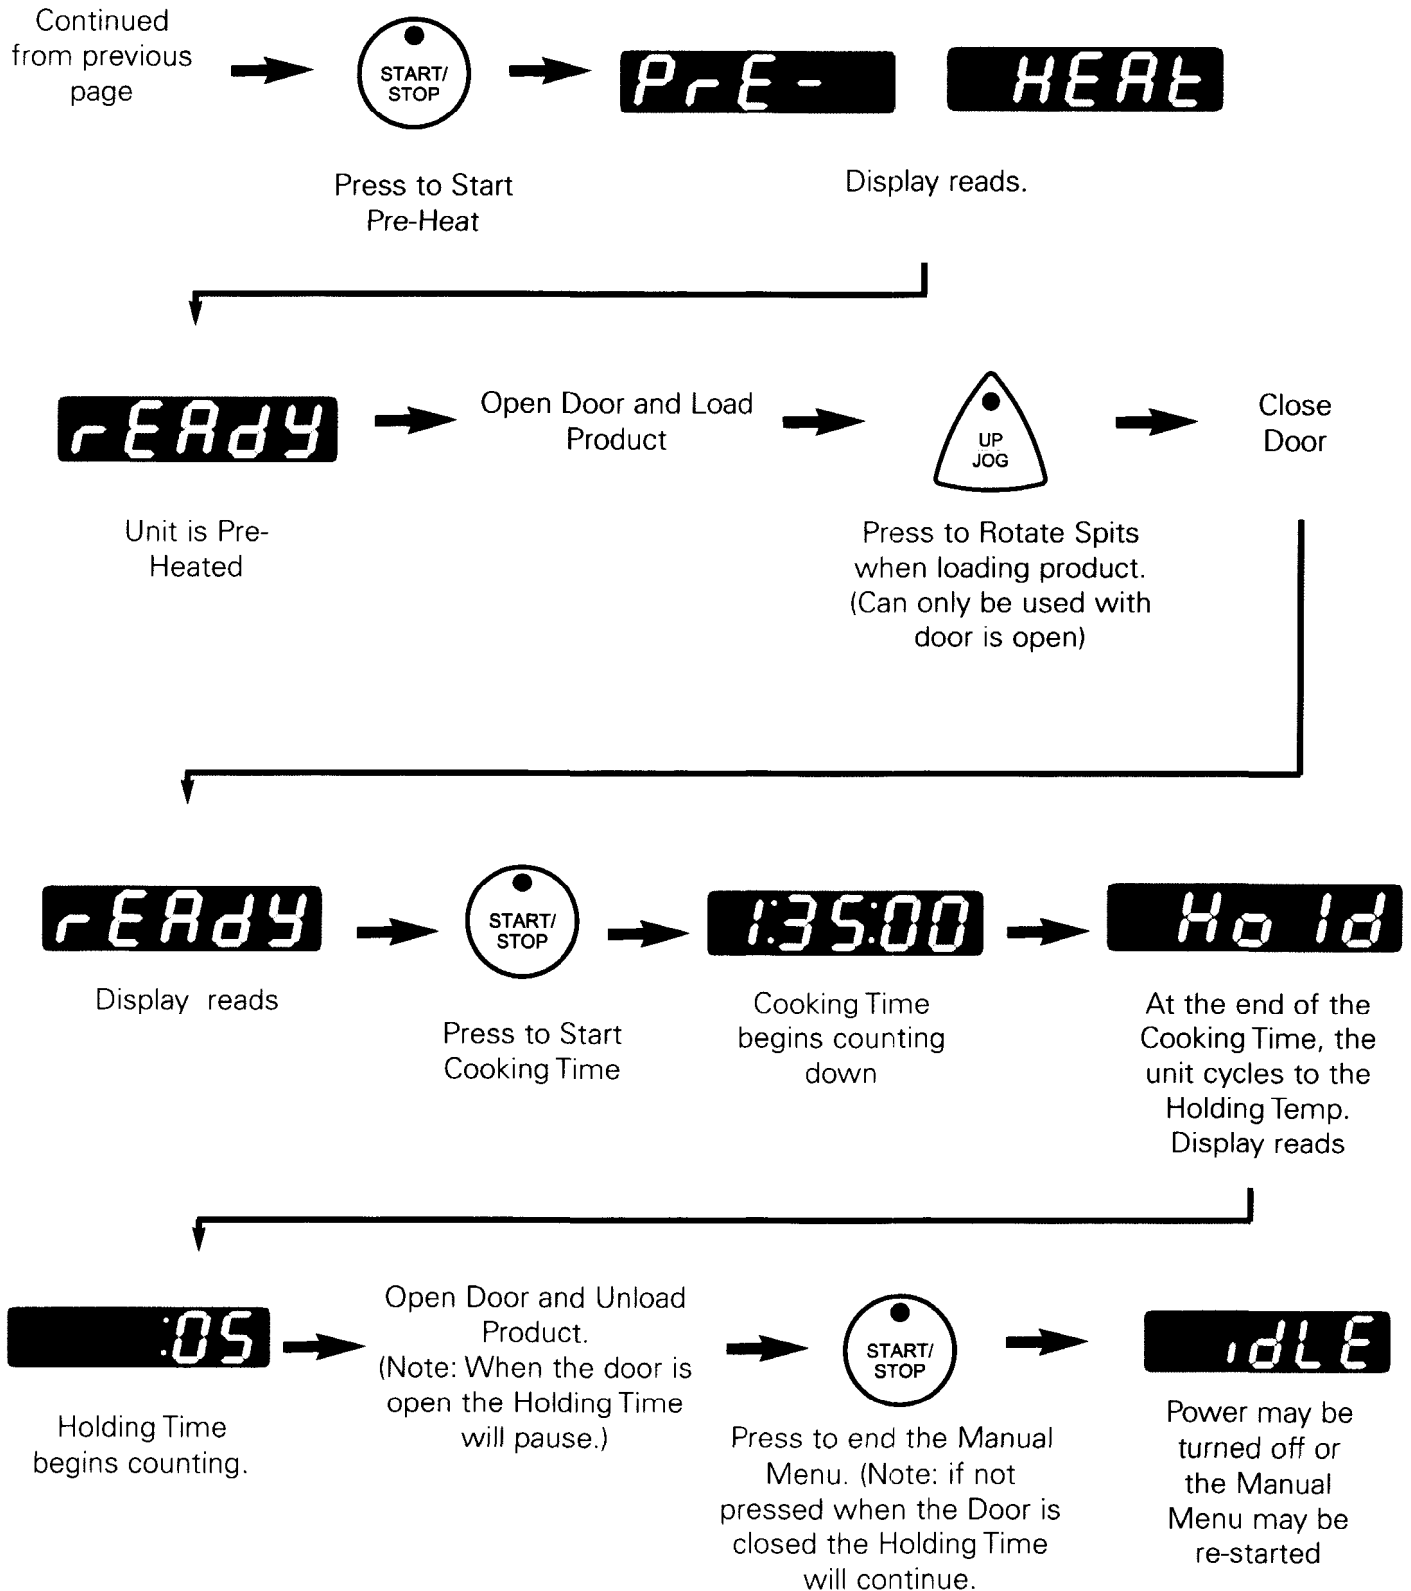 Continued
from previous
page
START/
STOP
PrE-
HEAt
Press to Start
Pre-Heat
Display reads.
rEAdY
Open Door and Load
Product
UP
JOG
Close
Door
Unit is Pre-
Heated
Press to Rotate Spits
when loading product.
(Can only be used with
door is open)
rEAdY
START/
STOP
1:35:00
Hold
Display reads
Press to Start
Cooking Time
Cooking Time
begins counting
down
At the end of the
Cooking Time, the
unit cycles to the
Holding Temp.
Display reads
:05
Holding Time
begins counting.
Open Door and Unload
Product.
(Note: When the door is
open the Holding Time
will pause.)
START/
STOP
Press to end the Manual
Menu. (Note: if not
pressed when the Door is
closed the Holding Time
will continue.
idLE
Power may be
turned off or
the Manual
Menu may be
re-started